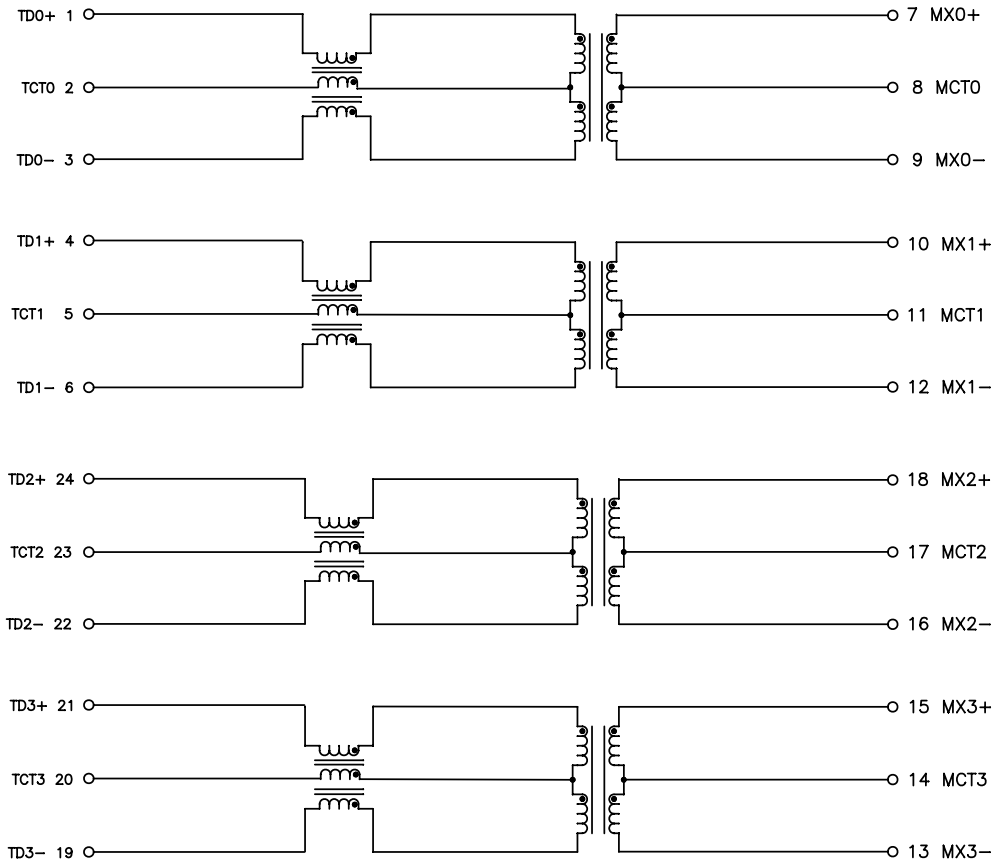 TD0+ 1 7 MX0+
TCT0 2 8 MCT0
TD0− 3 9 MX0−
TD1+ 4 10 MX1+
TCT1 5 11 MCT1
TD1− 6 12 MX1−
TD2+ 24 18 MX2+
TCT2 23 17 MCT2
TD2− 22 16 MX2−
TD3+ 21 15 MX3+
TCT3 20 14 MCT3
TD3− 19 13 MX3−